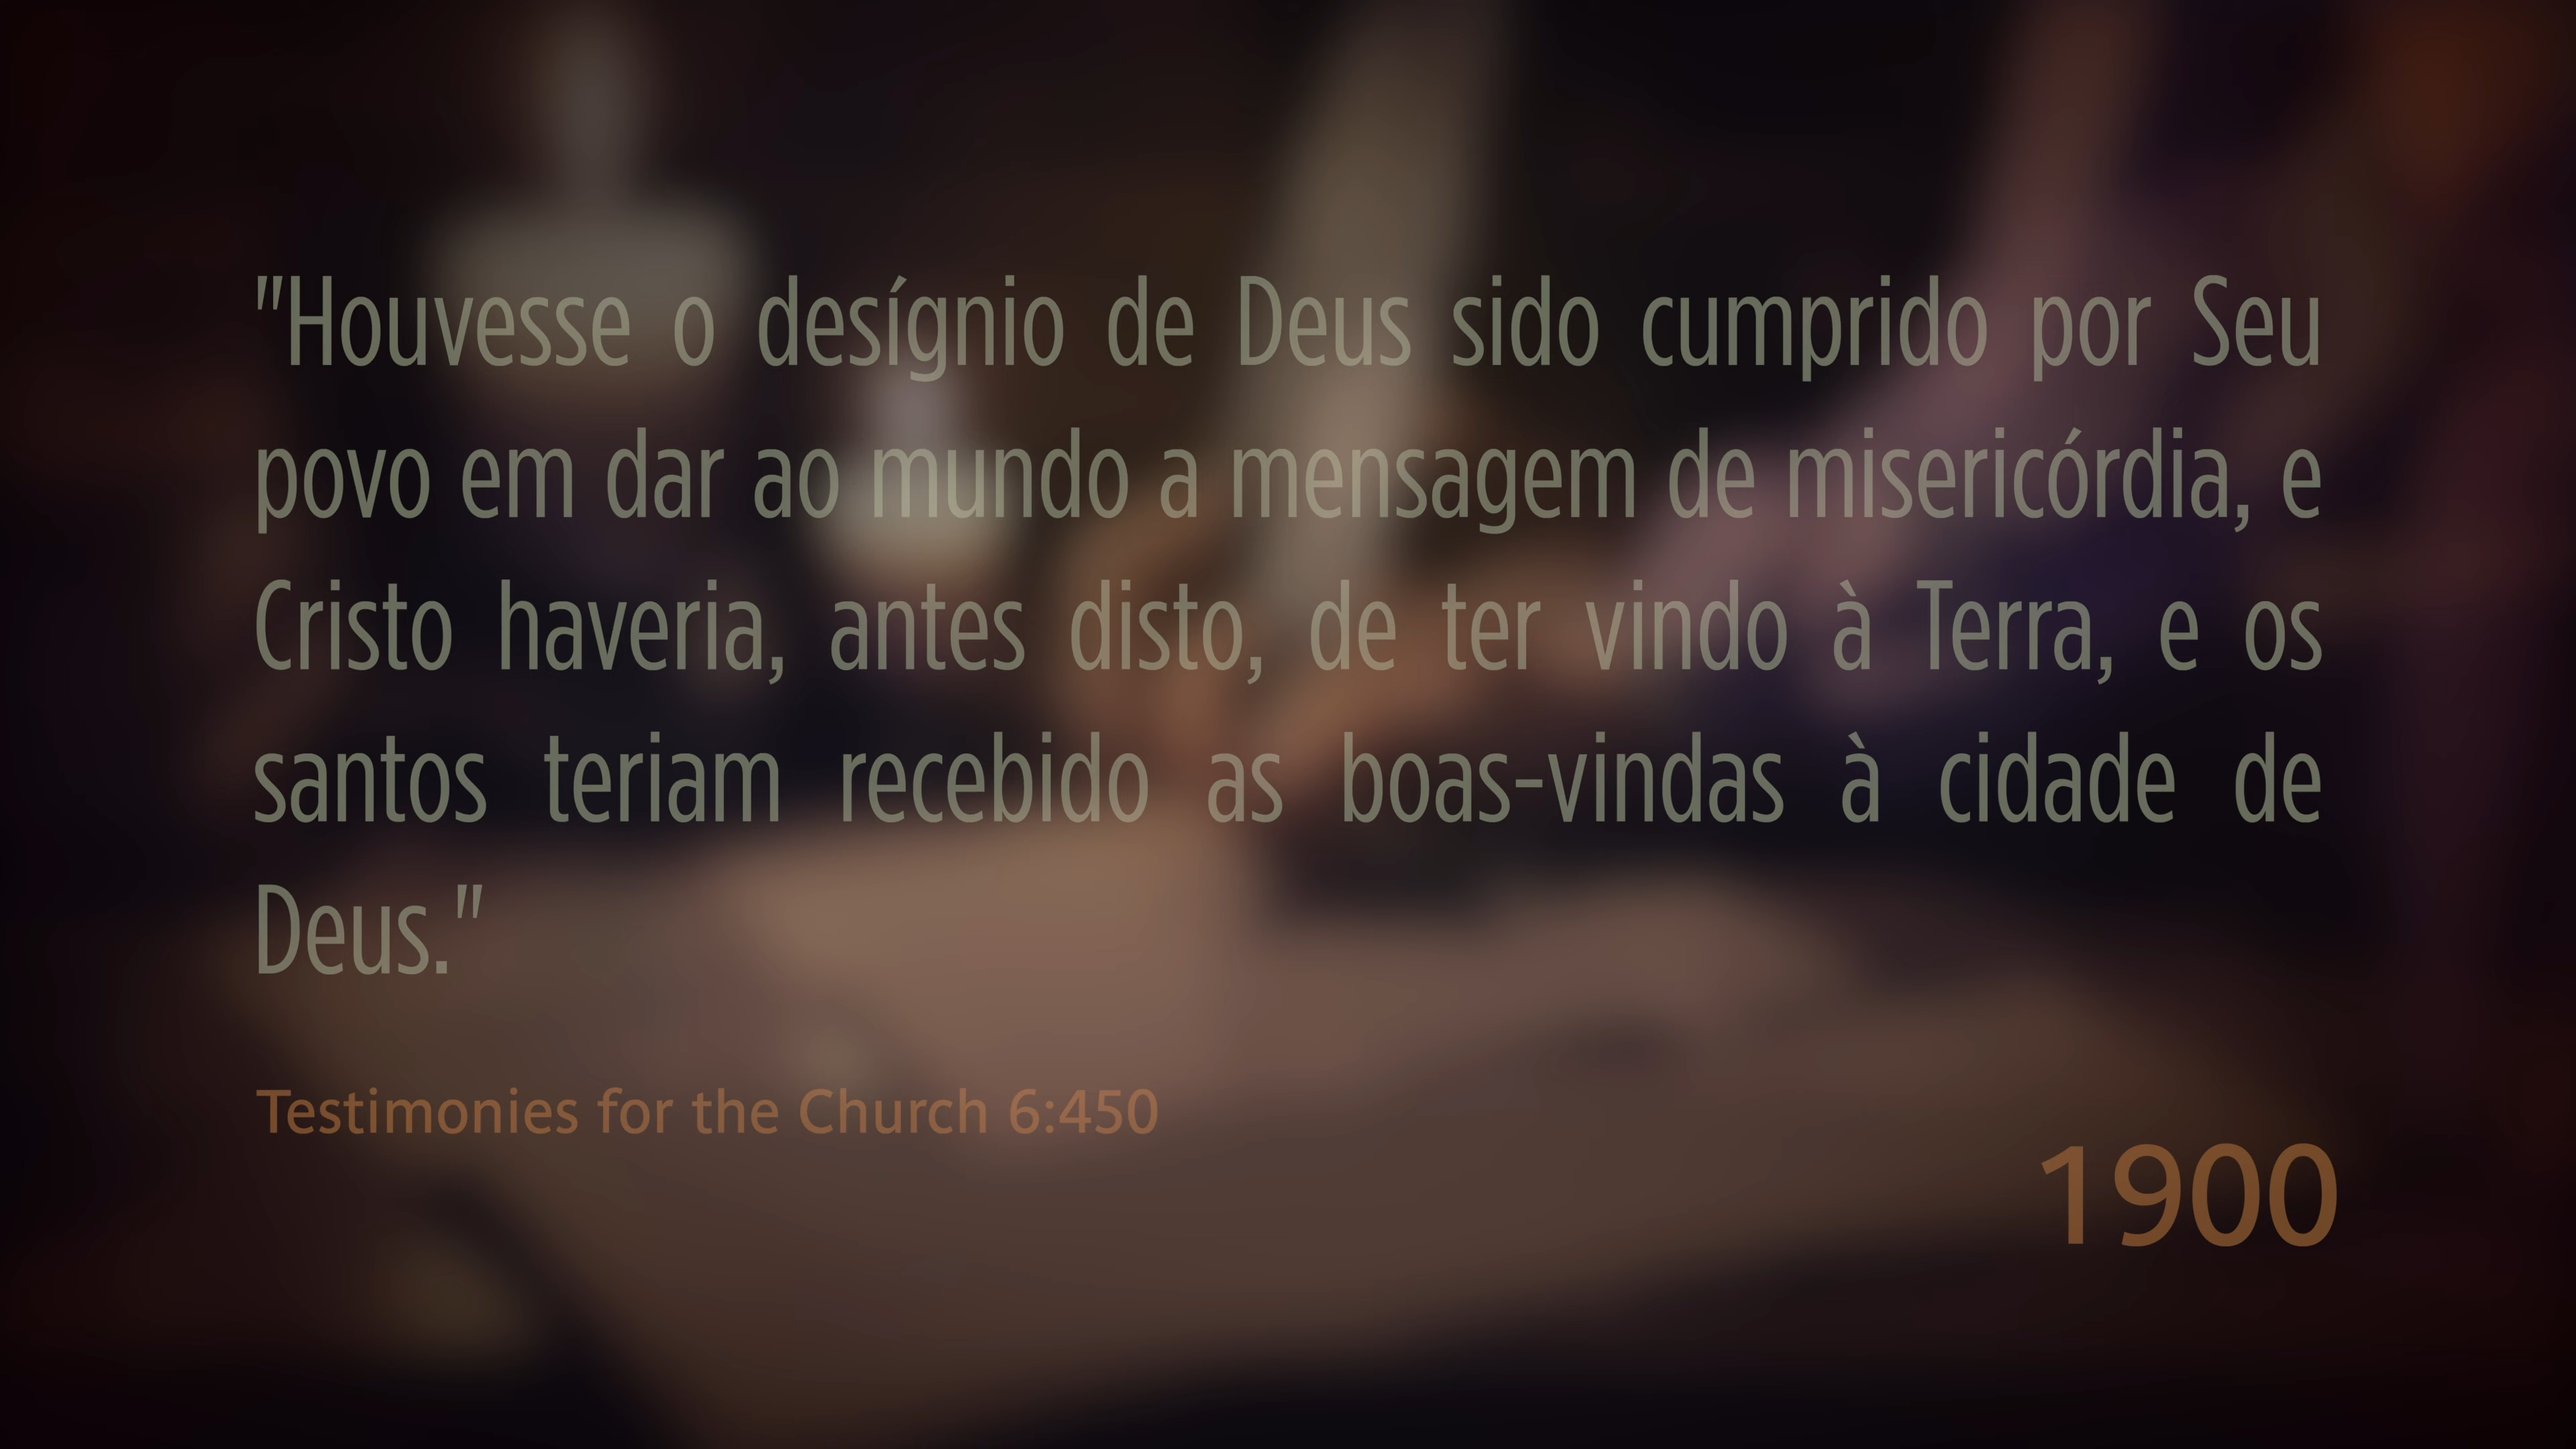 "Houvesse o desígnio de Deus sido cumprido por Seu
povo em dar ao mundo a mensagem de misericórdia, e
Cristo haveria, antes disto, de ter vindo à Terra, e os
santos teriam recebido as boas-vindas à cidade de
Deus."
Testimonies for the Church 6:450
1900